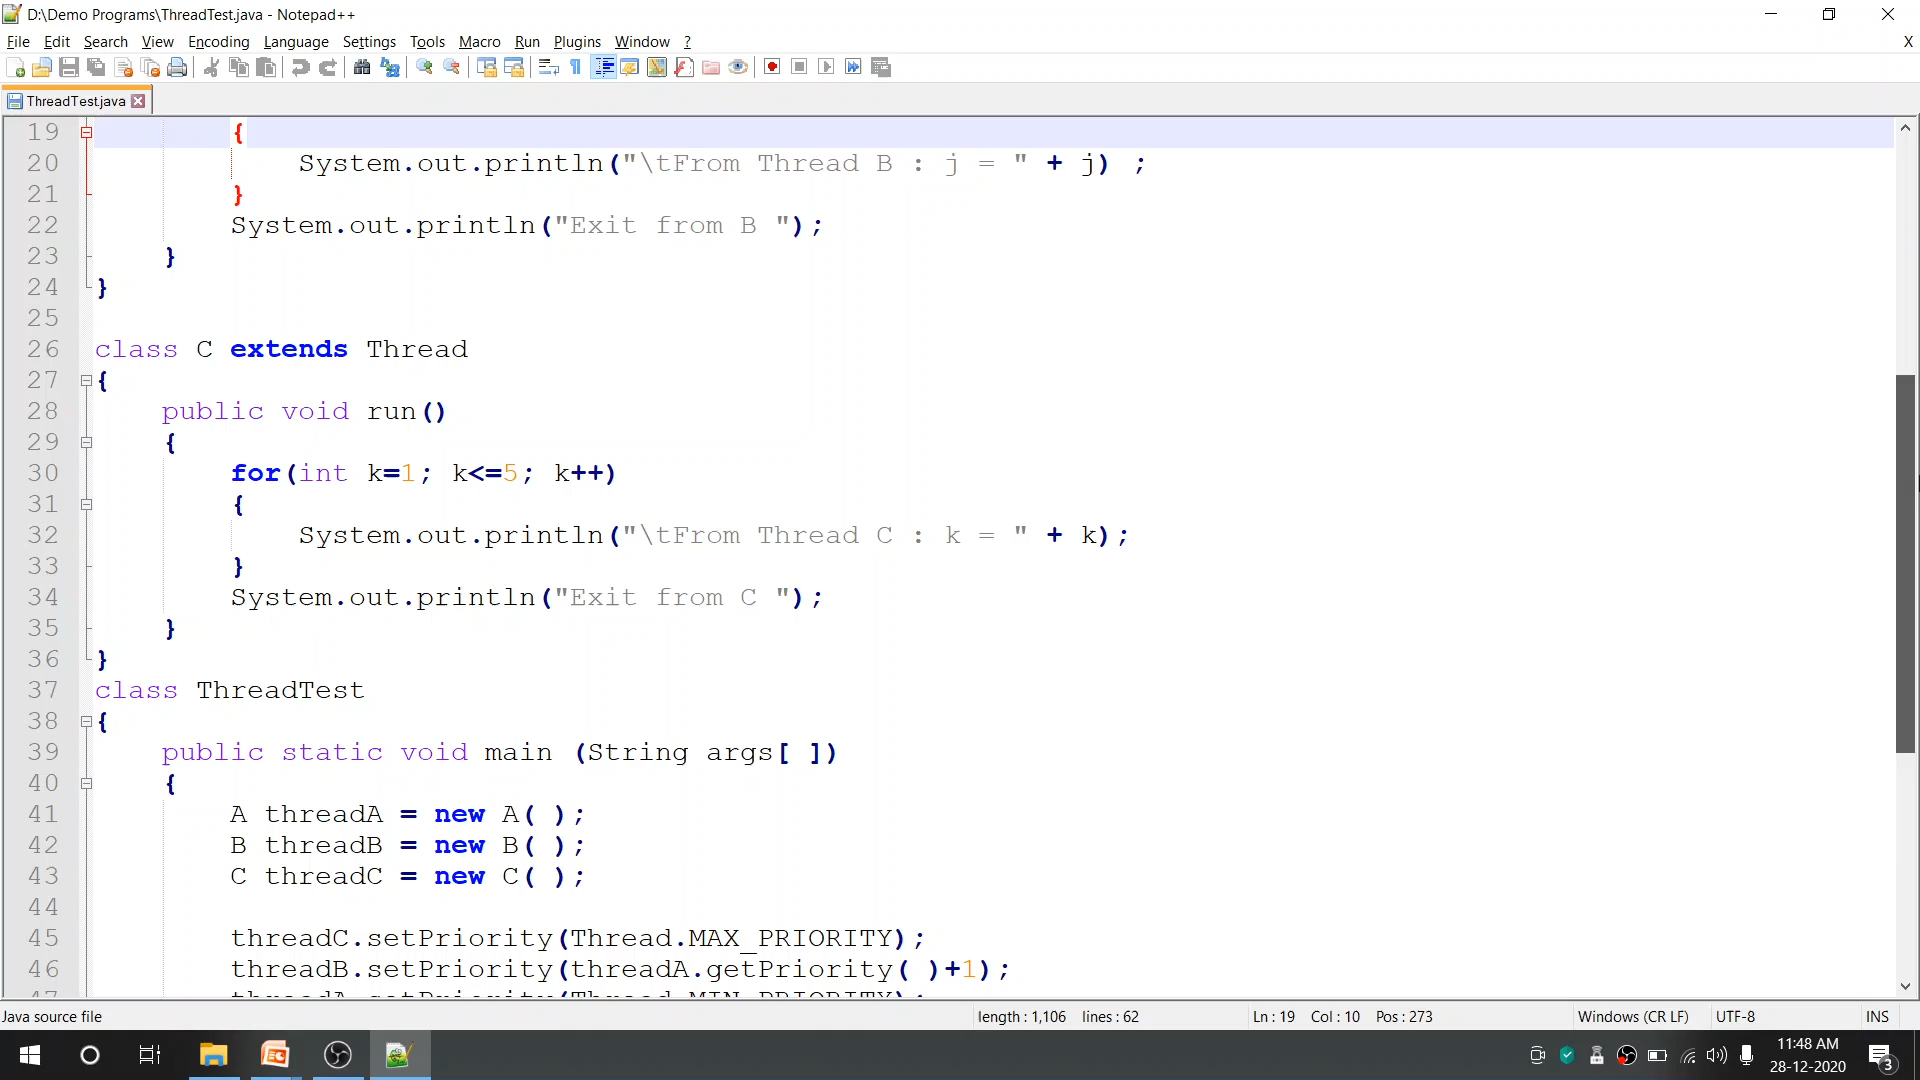 D:\Demo Programs\ThreadTest.java - Notepad++
File Edit Search View Encoding Language Settings Tools Macro Run Plugins Window ? X
ThreadTest.java
19 {
20 System.out.println("\tFrom Thread B : j = " + j) ;
21 }
22 System.out.println("Exit from B ");
23 }
24 }
25
26 class C extends Thread
27 {
28 public void run()
29 {
30 for(int k=1; k<=5; k++)
31 {
32 System.out.println("\tFrom Thread C : k = " + k);
33 }
34 System.out.println("Exit from C ");
35 }
36 }
37 class ThreadTest
38 {
39 public static void main (String args[ ])
40 {
41 A threadA = new A( );
42 B threadB = new B( );
43 C threadC = new C( );
44
45 threadC.setPriority(Thread.MAX_PRIORITY);
46 threadB.setPriority(threadA.getPriority( )+1);
47 threadA.setPriority(Thread.MIN_PRIORITY);
Java source file length : 1,106 lines : 62 Ln : 19 Col : 10 Pos : 273 Windows (CR LF) UTF-8 INS
11:48 AM
28-12-2020
3